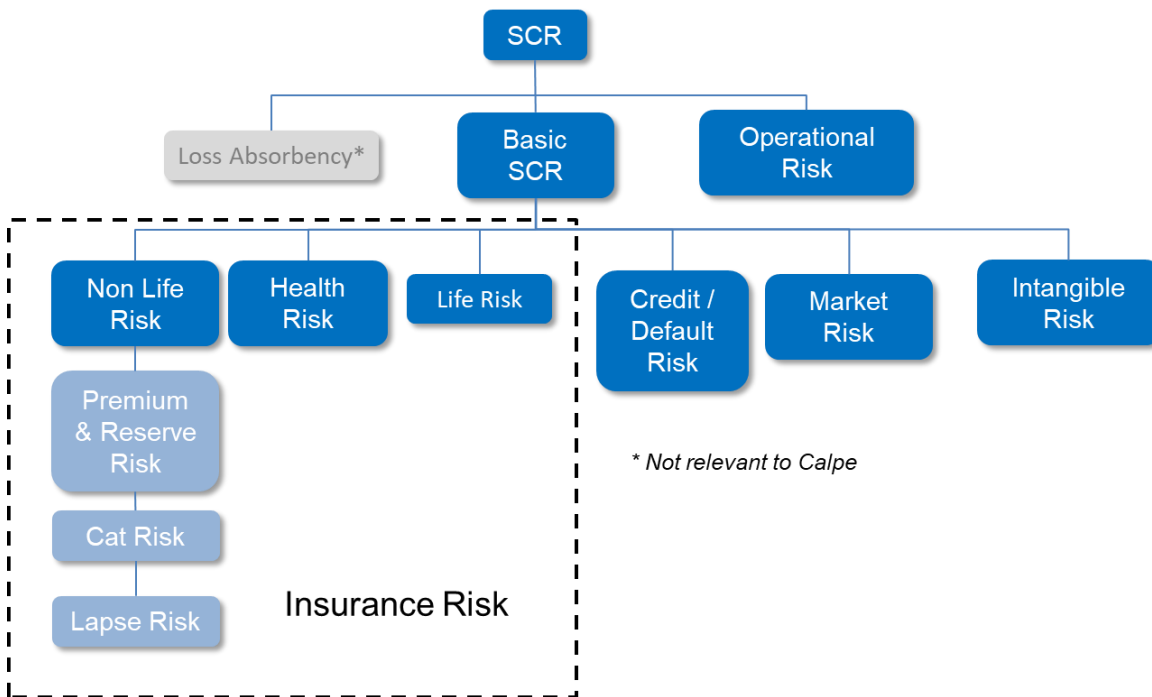 SCR
Loss Absorbency*
Basic
SCR
Operational
Risk
Non Life
Risk
Health
Risk
Life Risk
Credit /
Default
Risk
Market
Risk
Intangible
Risk
Premium
& Reserve
Risk
* Not relevant to Calpe
Cat Risk
Insurance Risk
Lapse Risk